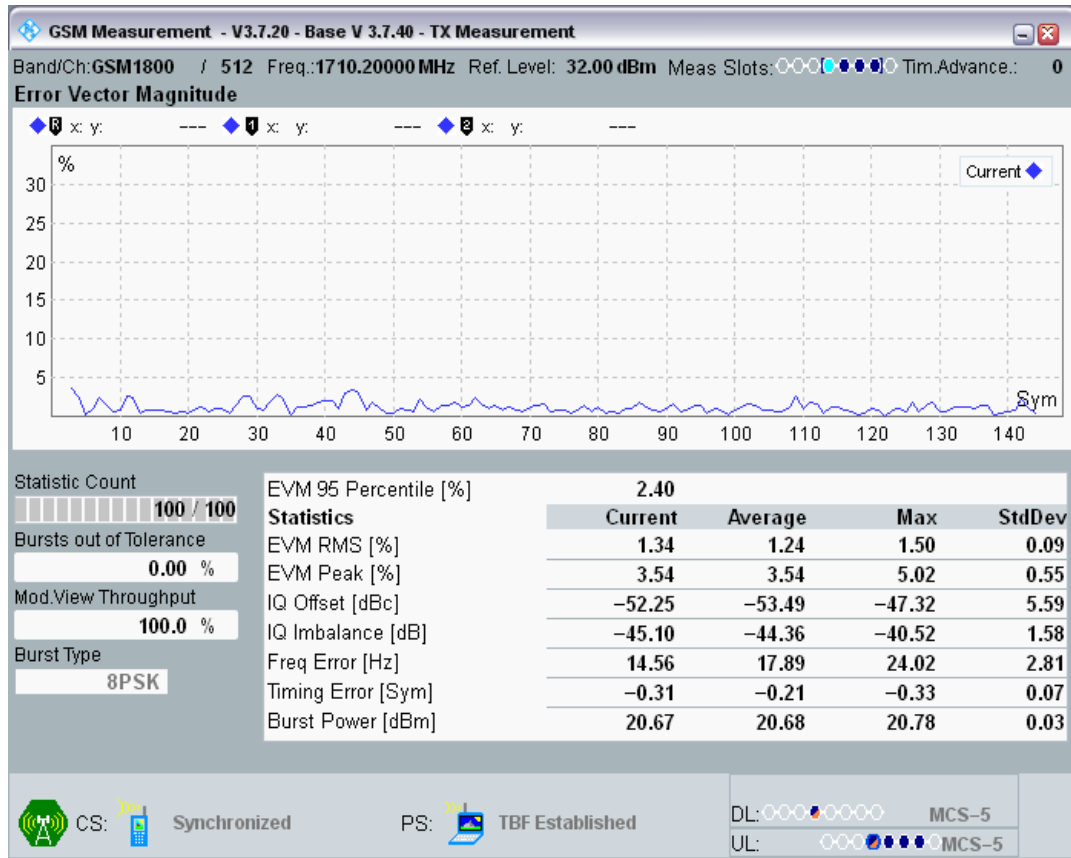 GSM Measurement - V3.7.20 - Base V 3.7.40 - TX Measurement
Band/Ch:GSM1800 / 512 Freq.:1710.20000 MHz Ref. Level: 32.00 dBm Meas Slots: Tim.Advance.: 0
Error Vector Magnitude
R x: y: --- 1 x: y: --- 2 x: y: ---
%
Current
30
25
20
15
10
5
Sym
10 20 30 40 50 60 70 80 90 100 110 120 130 140
Statistic Count
100 / 100
Bursts out of Tolerance
0.00 %
Mod.View Throughput
100.0 %
Burst Type
8PSK
EVM 95 Percentile [%] 2.40
Statistics Current Average Max StdDev
EVM RMS [%] 1.34 1.24 1.50 0.09
EVM Peak [%] 3.54 3.54 5.02 0.55
IQ Offset [dBc] −52.25 −53.49 −47.32 5.59
IQ Imbalance [dB] −45.10 −44.36 −40.52 1.58
Freq Error [Hz] 14.56 17.89 24.02 2.81
Timing Error [Sym] −0.31 −0.21 −0.33 0.07
Burst Power [dBm] 20.67 20.68 20.78 0.03
CS: Synchronized PS: TBF Established
DL: MCS−5
UL: MCS−5